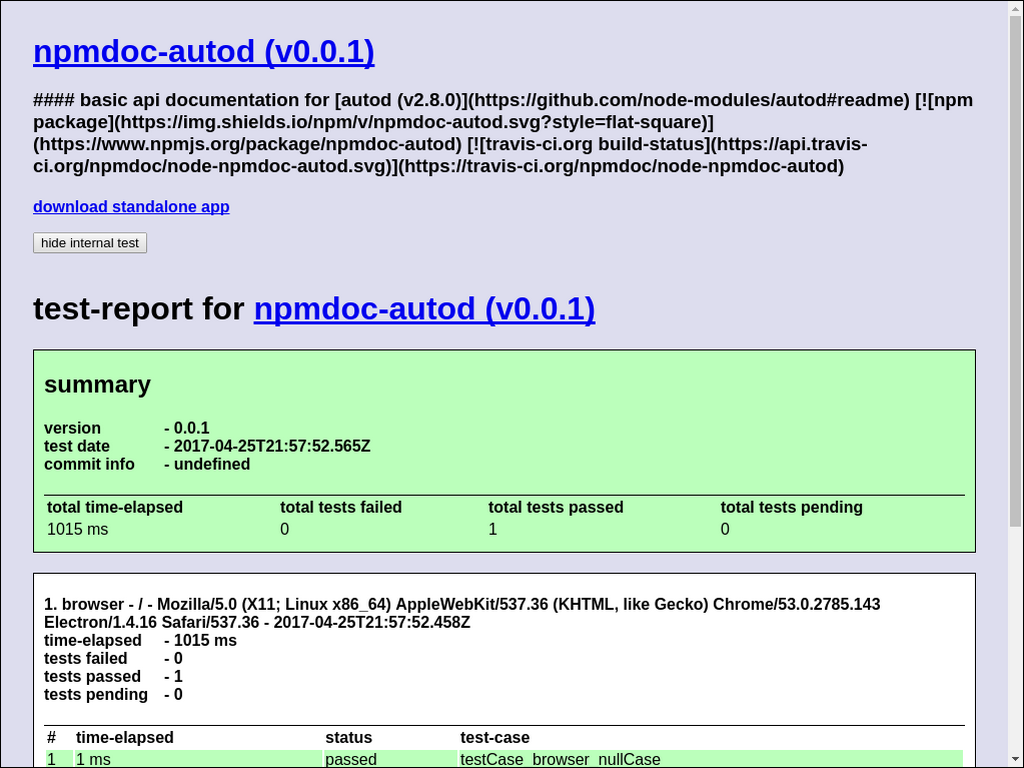 npmdoc-autod (v0.0.1)
#### basic api documentation for [autod (v2.8.0)](https://github.com/node-modules/autod#readme) [![npm
package](https://img.shields.io/npm/v/npmdoc-autod.svg?style=flat-square)]
(https://www.npmjs.org/package/npmdoc-autod) [![travis-ci.org build-status](https://api.travis-
ci.org/npmdoc/node-npmdoc-autod.svg)](https://travis-ci.org/npmdoc/node-npmdoc-autod)
download standalone app
hide internal test
test-report for npmdoc-autod (v0.0.1)
summary
version - 0.0.1
test date - 2017-04-25T21:57:52.565Z
commit info - undefined
total time-elapsed total tests failed total tests passed total tests pending
1015 ms 0 1 0
1. browser - / - Mozilla/5.0 (X11; Linux x86_64) AppleWebKit/537.36 (KHTML, like Gecko) Chrome/53.0.2785.143
Electron/1.4.16 Safari/537.36 - 2017-04-25T21:57:52.458Z
time-elapsed - 1015 ms
tests failed - 0
tests passed - 1
tests pending - 0
# time-elapsed status test-case
1 1 ms passed testCase_browser_nullCase